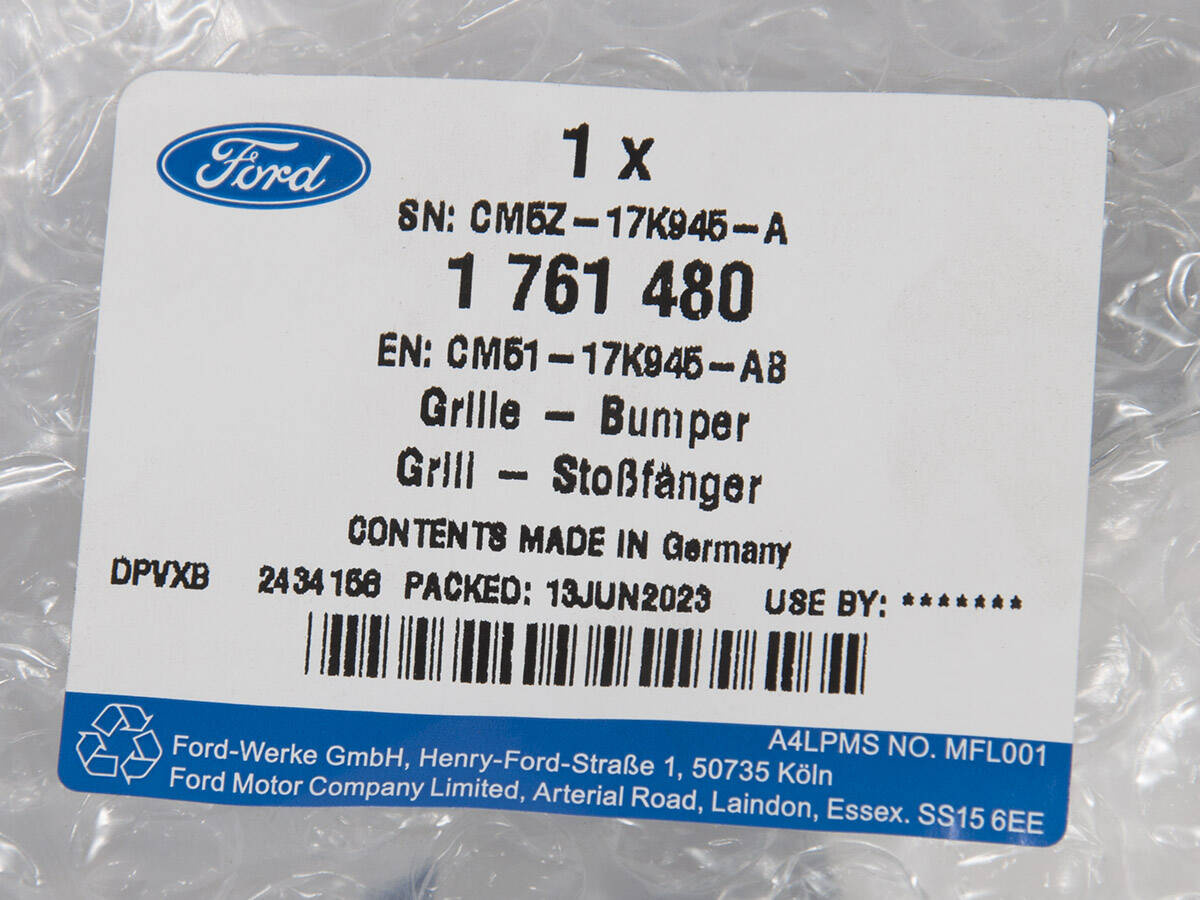 Ford
1 x
SN: CM5Z-17K945-A
1 761 480
EN: CM51-17K945-AB
Grille - Bumper
Grill - Stoßfänger
CONTENTS MADE IN Germany
DPVXB 2434156 PACKED: 13JUN2023 USE BY: *******
A4LPMS NO. MFL001
Ford-Werke GmbH, Henry-Ford-Straße 1, 50735 Köln
Ford Motor Company Limited, Arterial Road, Laindon, Essex. SS15 6EE